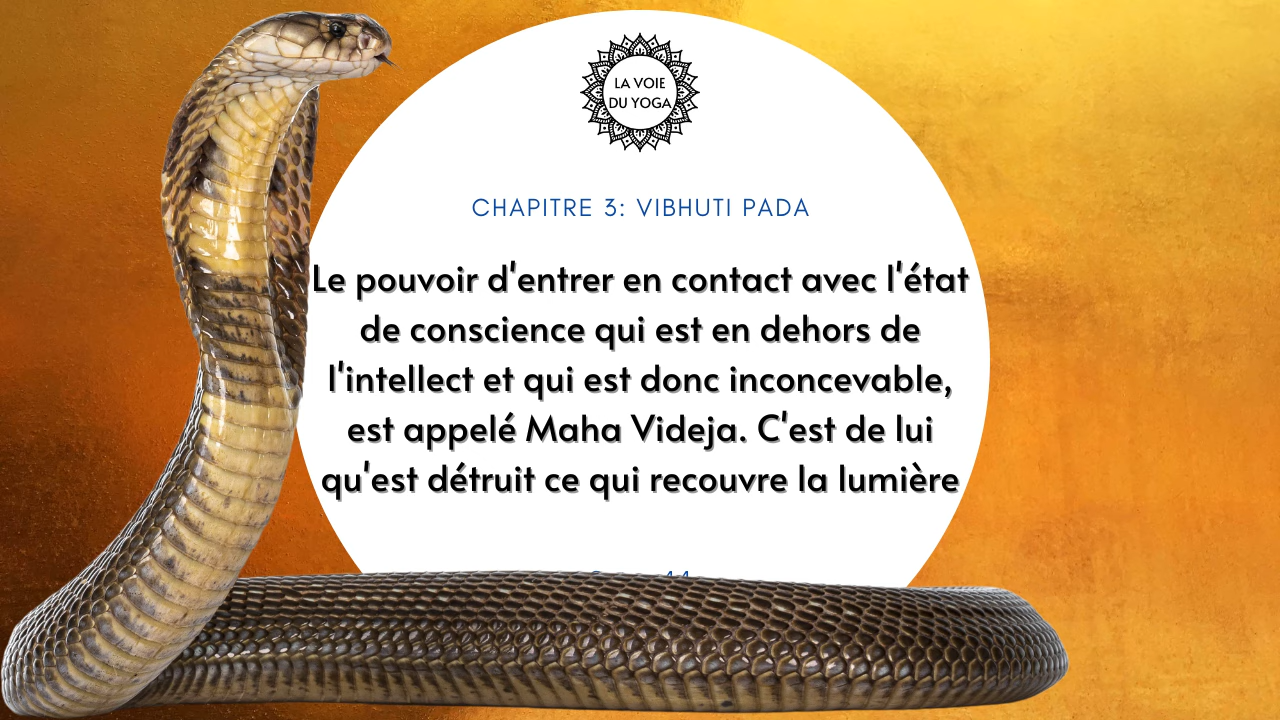 LA VOIE
DU YOGA
CHAPITRE 3: VIBHUTI PADA
Le pouvoir d'entrer en contact avec l'état
de conscience qui est en dehors de
l'intellect et qui est donc inconcevable,
est appelé Maha Videja. C'est de lui
qu'est détruit ce qui recouvre la lumière